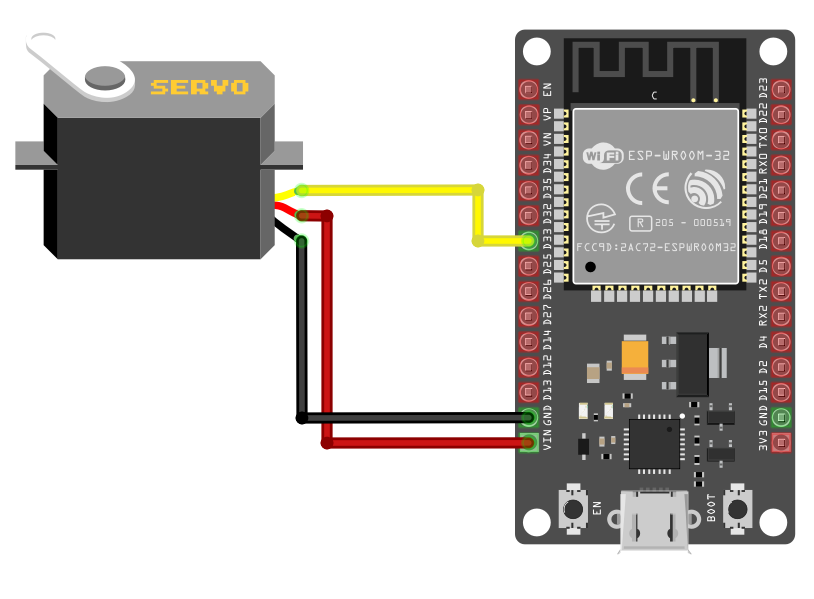 SERVO
C
EN
VP
VN
D34
D35
D32
D33
D25
D26
D27
D14
D12
D13
GND
VIN
D23
D22
TX0
RX0
D21
D19
D18
D5
TX2
RX2
D4
D2
D15
GND
3V3
WiFi ESP-WROOM-32
CE
R 205 - 000519
FCC9D:2AC72-ESPWROOM32
EN
BOOT